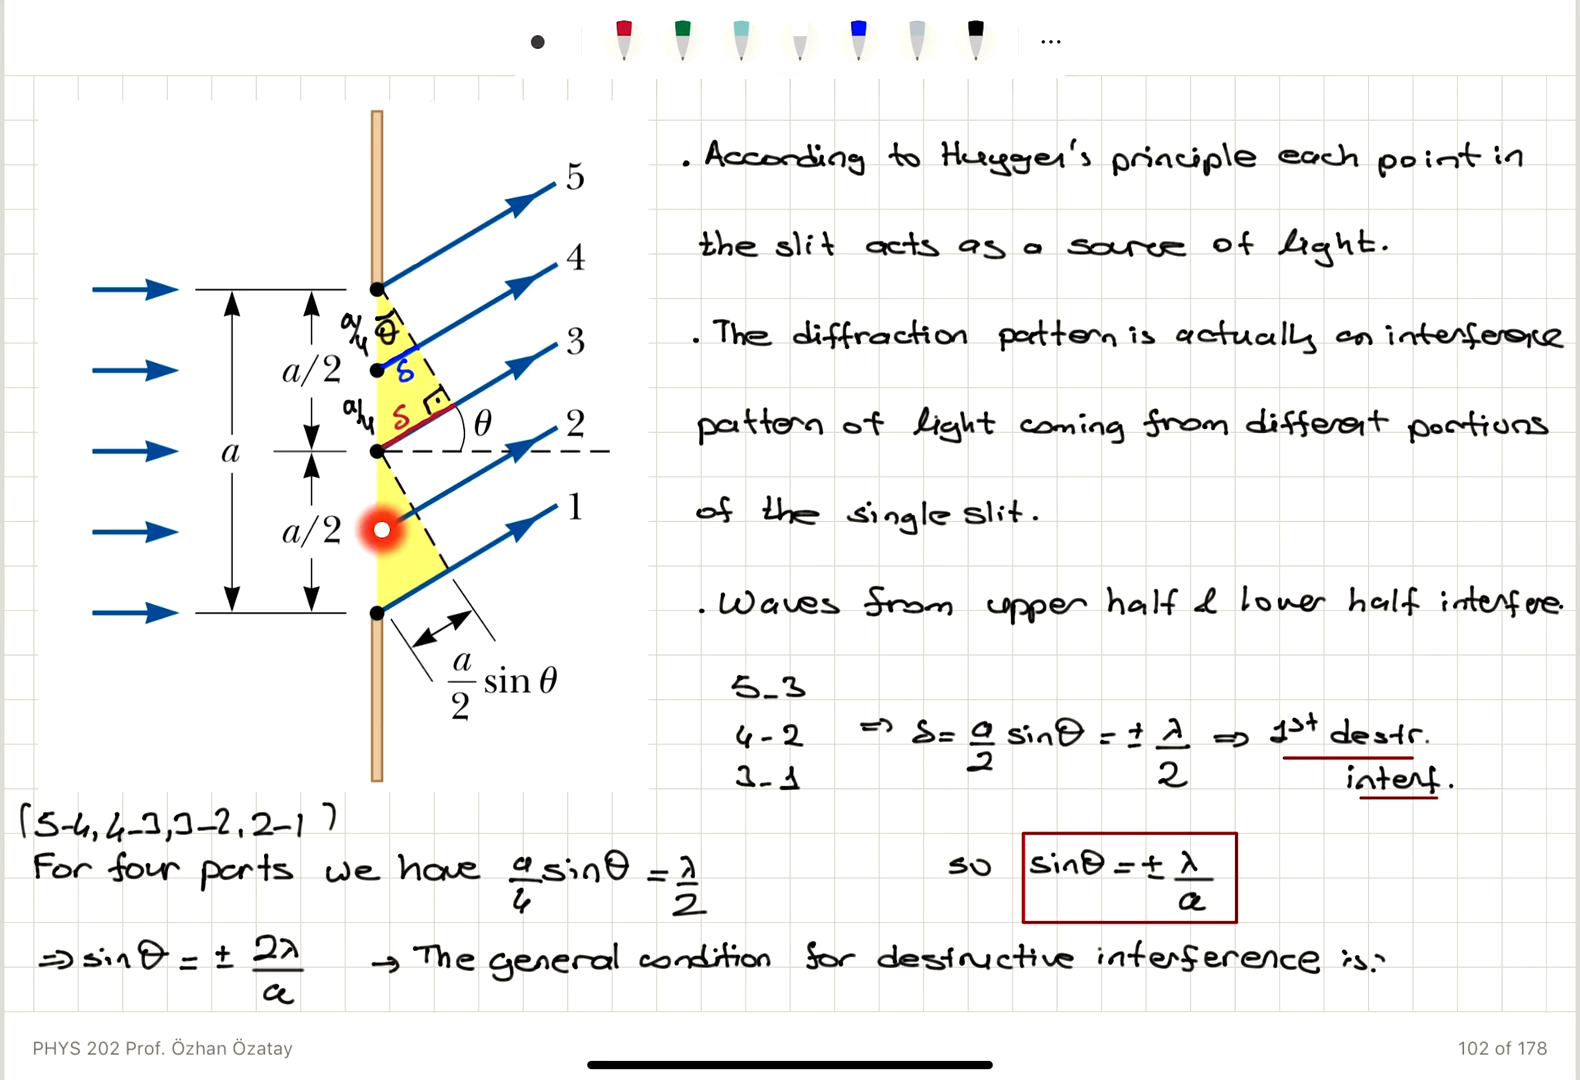 . According to Huygen's principle each point in
the slit acts as a source of light.
. The diffraction pattern is actually an interference
pattern of light coming from different portions
of the single slit.
. Waves from upper half & lower half interfere.
5-3
4-2 ⇒ δ = a/2 sinθ = ± λ/2 ⇒ 1st destr.
3-1 interf.
so sinθ = ± λ/a
5
4
3
2
1
a/4 θ
a/2 δ
a/4 δ θ
a
a/2
a/2 sin θ
(5-4, 4-3, 3-2, 2-1)
For four parts we have a/4 sinθ = λ/2
⇒ sinθ = ± 2λ/a → The general condition for destructive interference is:
PHYS 202 Prof. Özhan Özatay
102 of 178